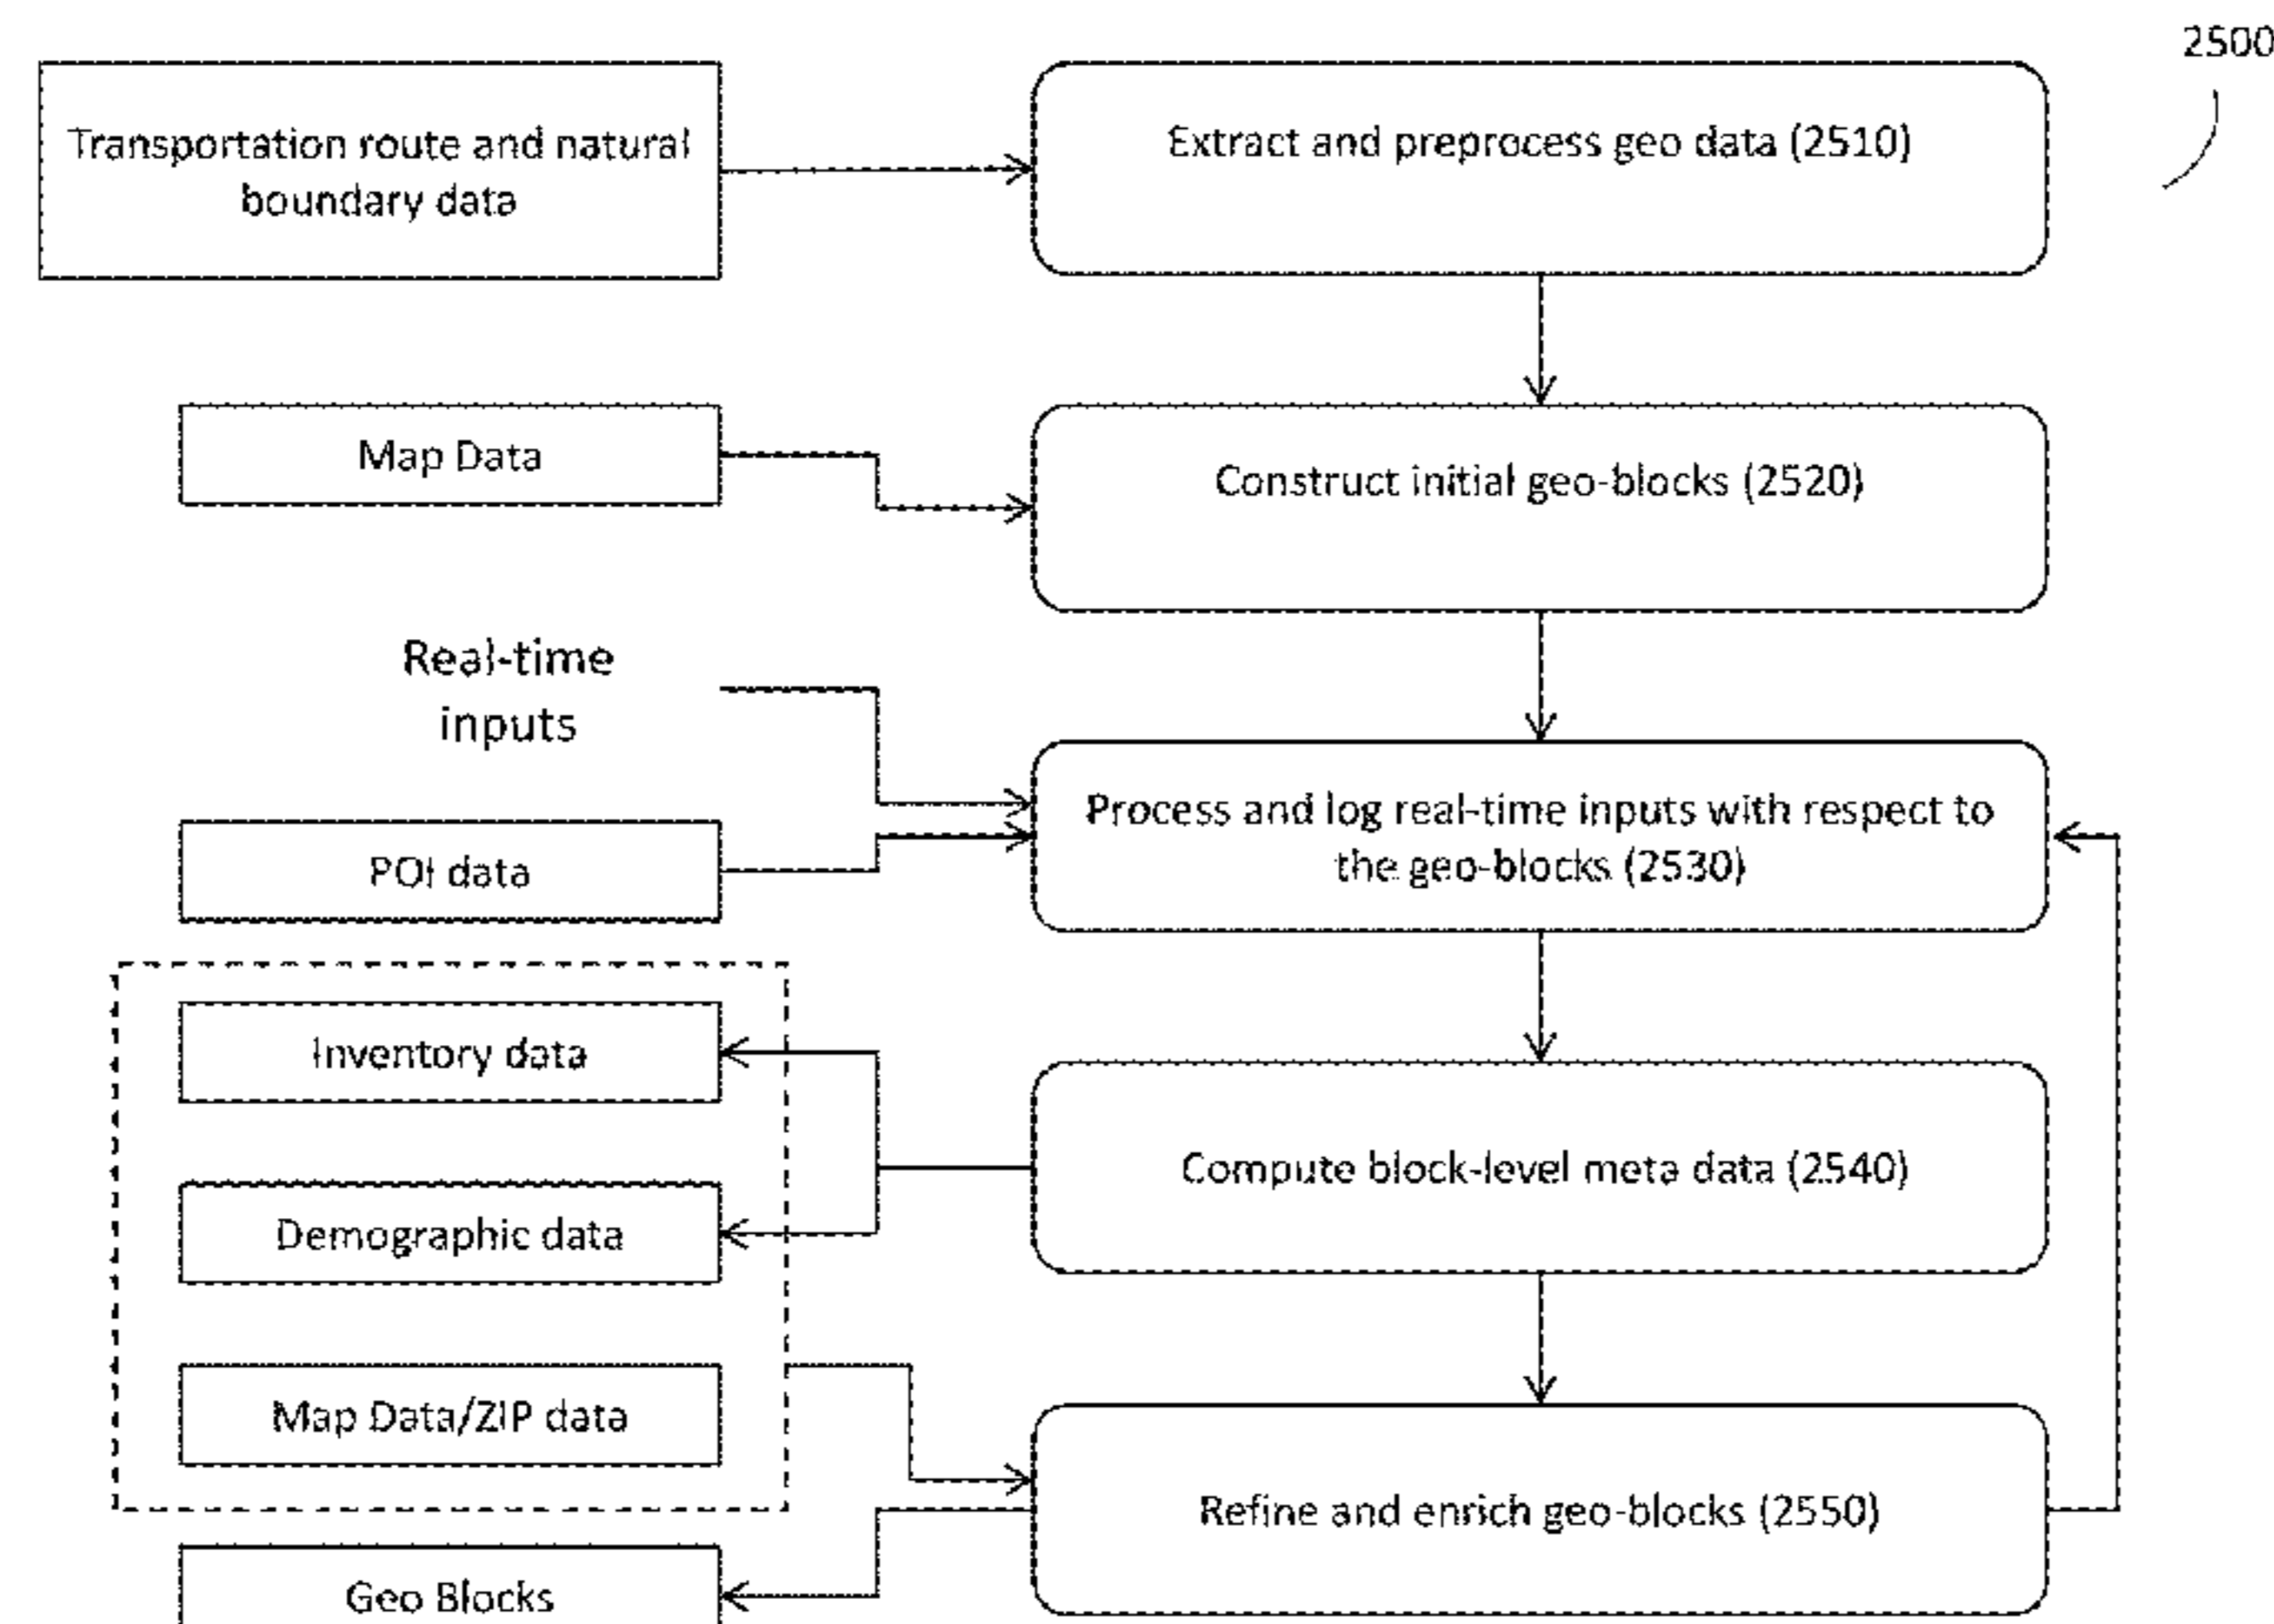 2500
Transportation route and natural
boundary data
Extract and preprocess geo data (2510)
Map Data
Construct initial geo-blocks (2520)
Real-time
inputs
POI data
Process and log real-time inputs with respect to
the geo-blocks (2530)
Inventory data
Demographic data
Compute block-level meta data (2540)
Map Data/ZIP data
Refine and enrich geo-blocks (2550)
Geo Blocks